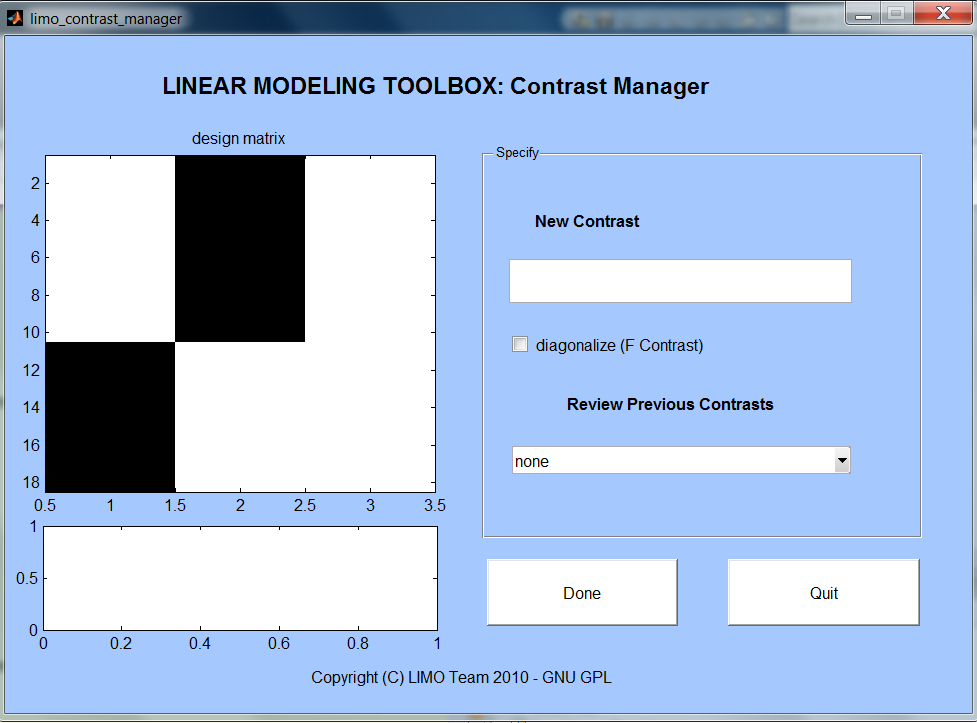 limo_contrast_manager
LINEAR MODELING TOOLBOX: Contrast Manager
design matrix
2
4
6
8
10
12
14
16
18
0.5 1 1.5 2 2.5 3 3.5
1
0.5
0
0 0.2 0.4 0.6 0.8 1
Specify
New Contrast
diagonalize (F Contrast)
Review Previous Contrasts
none
Done Quit
Copyright (C) LIMO Team 2010 - GNU GPL